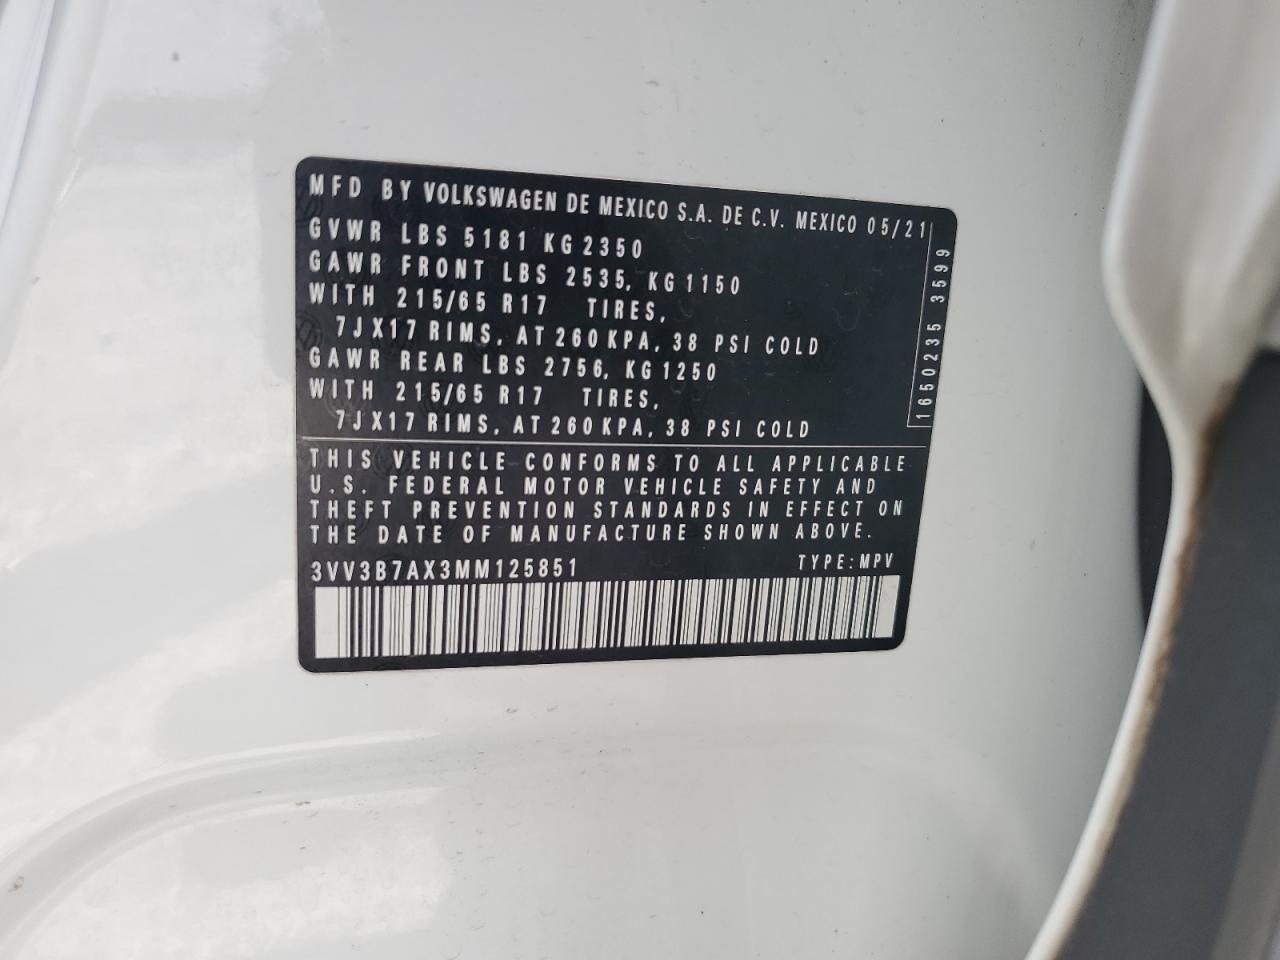 MFD BY VOLKSWAGEN DE MEXICO S.A. DE C.V. MEXICO 05/21
GVWR LBS 5181 KG 2350
GAWR FRONT LBS 2535, KG 1150
WITH 215/65 R17 TIRES,
7JX17 RIMS, AT 260 KPA, 38 PSI COLD
GAWR REAR LBS 2756, KG 1250
WITH 215/65 R17 TIRES,
7JX17 RIMS, AT 260 KPA, 38 PSI COLD
1650235 3599
THIS VEHICLE CONFORMS TO ALL APPLICABLE
U.S. FEDERAL MOTOR VEHICLE SAFETY AND
THEFT PREVENTION STANDARDS IN EFFECT ON
THE DATE OF MANUFACTURE SHOWN ABOVE.
3VV3B7AX3MM125851 TYPE: MPV